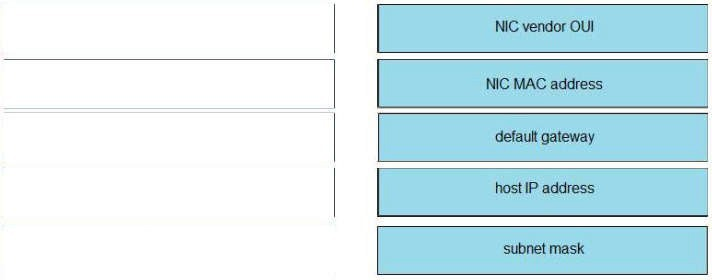 NIC vendor OUI
NIC MAC address
default gateway
host IP address
subnet mask